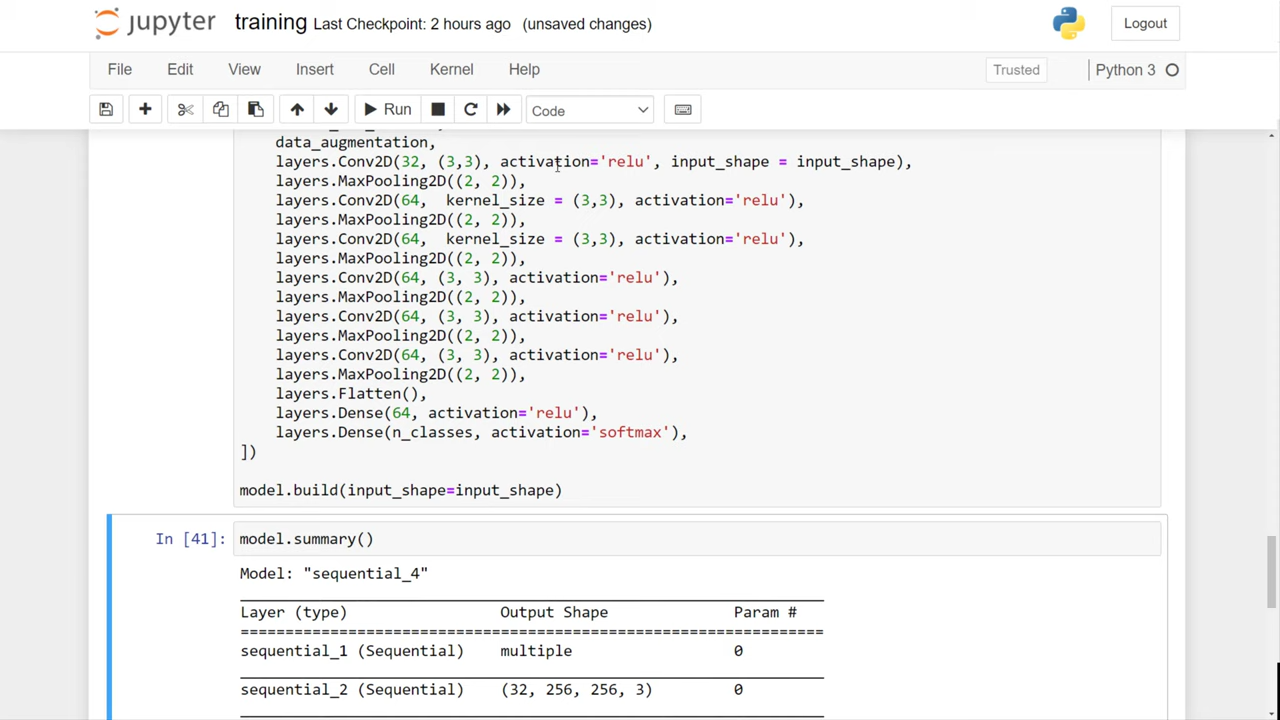 jupyter training Last Checkpoint: 2 hours ago (unsaved changes) Logout
File Edit View Insert Cell Kernel Help Trusted Python 3
Run Code
data_augmentation,
layers.Conv2D(32, (3,3), activation='relu', input_shape = input_shape),
layers.MaxPooling2D((2, 2)),
layers.Conv2D(64,  kernel_size = (3,3), activation='relu'),
layers.MaxPooling2D((2, 2)),
layers.Conv2D(64,  kernel_size = (3,3), activation='relu'),
layers.MaxPooling2D((2, 2)),
layers.Conv2D(64, (3, 3), activation='relu'),
layers.MaxPooling2D((2, 2)),
layers.Conv2D(64, (3, 3), activation='relu'),
layers.MaxPooling2D((2, 2)),
layers.Conv2D(64, (3, 3), activation='relu'),
layers.MaxPooling2D((2, 2)),
layers.Flatten(),
layers.Dense(64, activation='relu'),
layers.Dense(n_classes, activation='softmax'),
])
model.build(input_shape=input_shape)
In [41]: model.summary()
Model: "sequential_4"
Layer (type) Output Shape Param #
sequential_1 (Sequential) multiple 0
sequential_2 (Sequential) (32, 256, 256, 3) 0